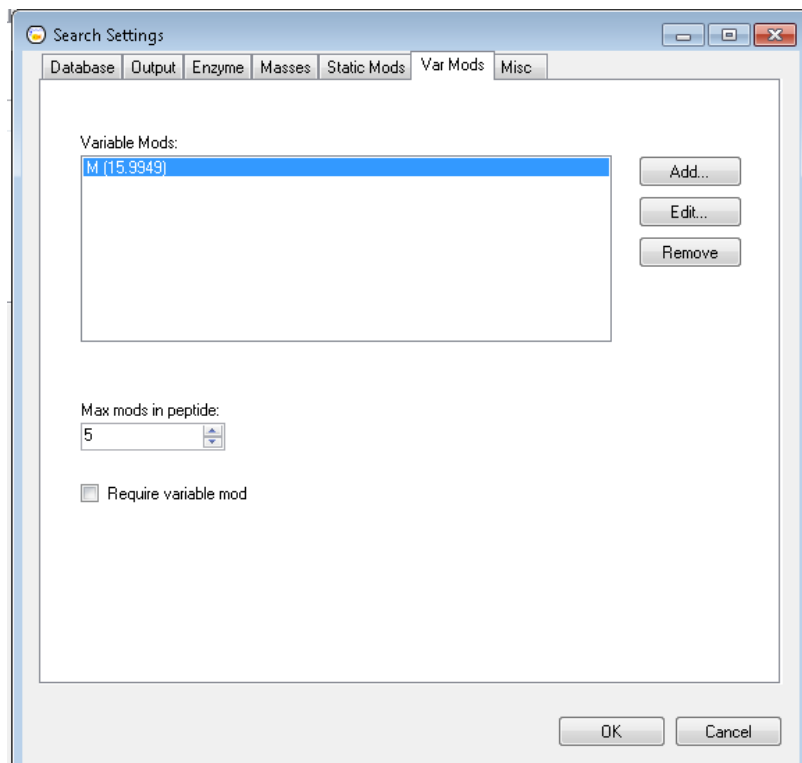 Search Settings
Database Output Enzyme Masses Static Mods Var Mods Misc
Variable Mods:
M (15.9949)
Add...
Edit...
Remove
Max mods in peptide:
5
Require variable mod
OK Cancel